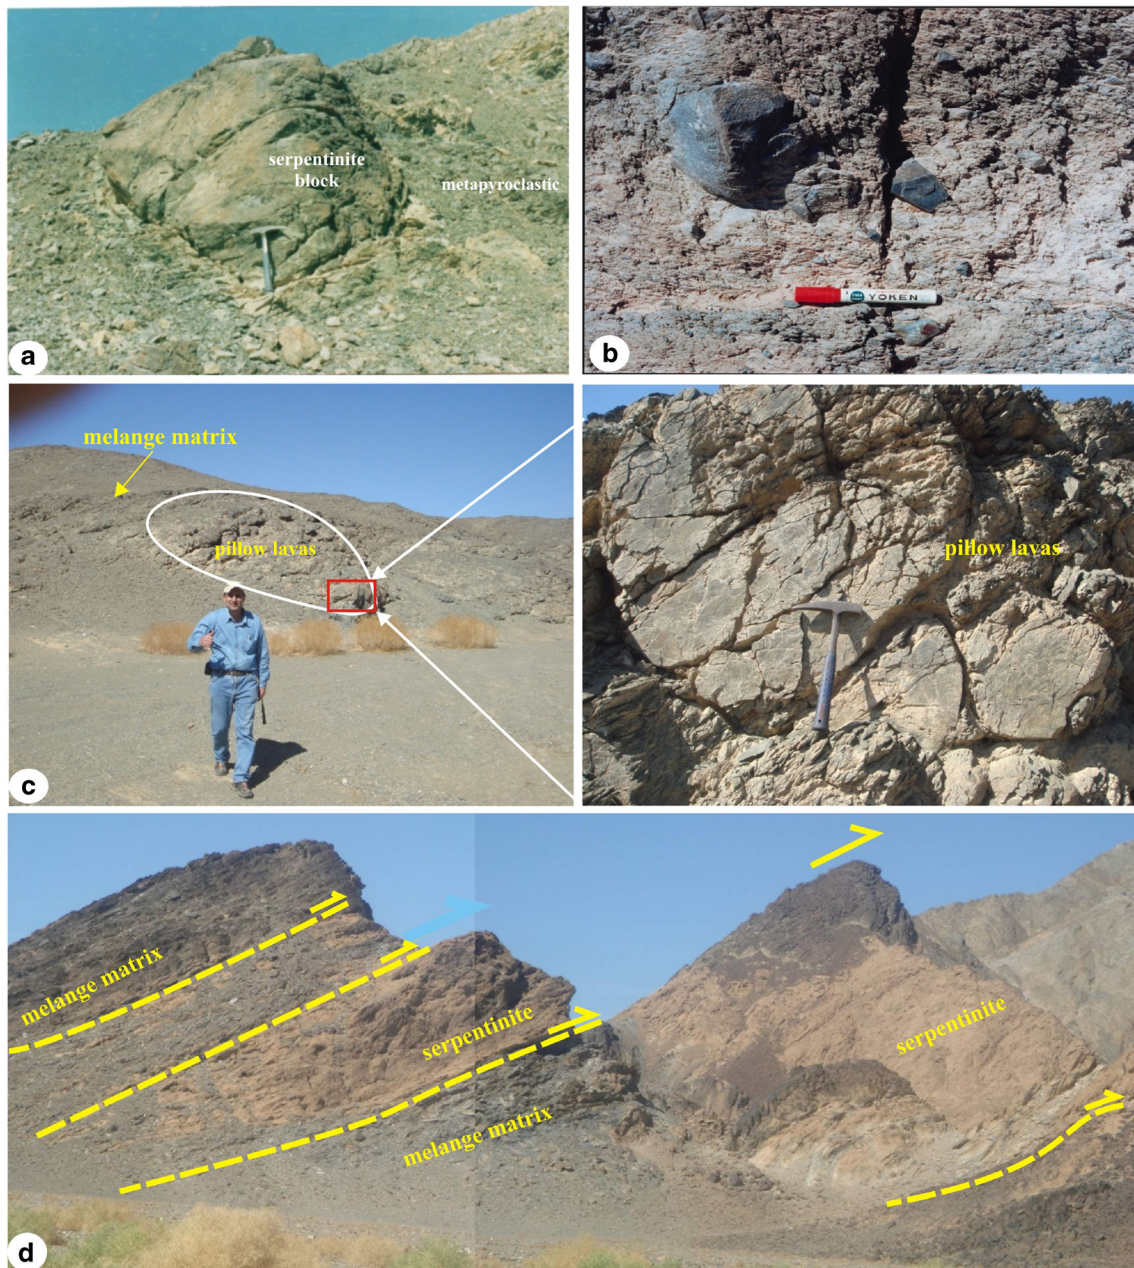 serpentinite
block
metapyroclastic
a
YOKEN
b
melange matrix
pillow lavas
c
pillow lavas
melange matrix
serpentinite
melange matrix
serpentinite
d